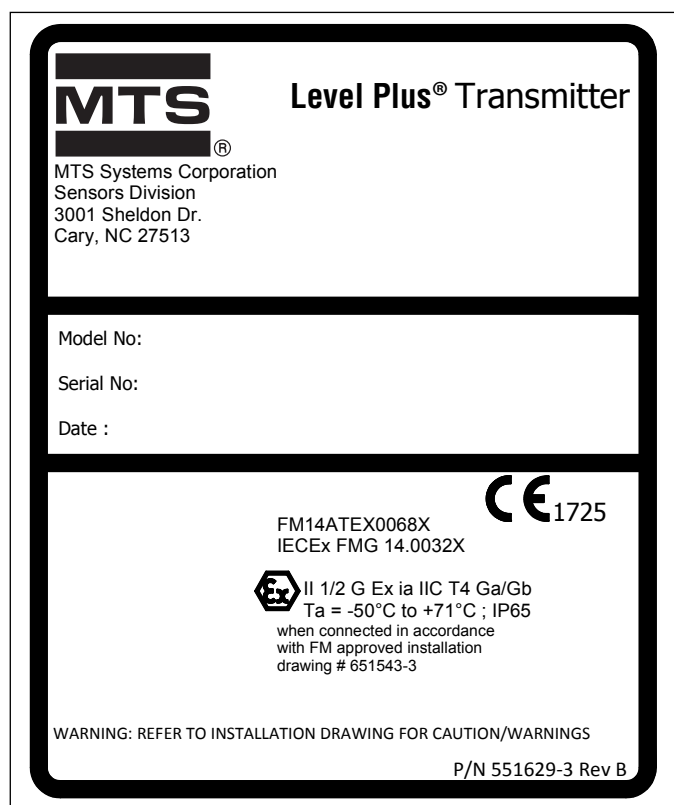 MTS
®
Level Plus® Transmitter
MTS Systems Corporation
Sensors Division
3001 Sheldon Dr.
Cary, NC 27513
Model No:
Serial No:
Date :
CE 1725
FM14ATEX0068X
IECEx FMG 14.0032X
Ex II 1/2 G Ex ia IIC T4 Ga/Gb
Ta = -50°C to +71°C ; IP65
when connected in accordance
with FM approved installation
drawing # 651543-3
WARNING: REFER TO INSTALLATION DRAWING FOR CAUTION/WARNINGS
P/N 551629-3 Rev B